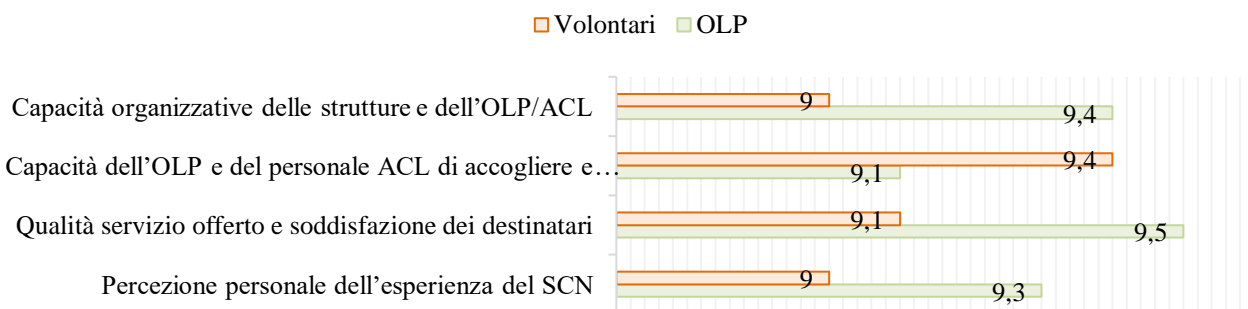 Volontari OLP
Capacità organizzative delle strutture e dell’OLP/ACL
9
9,4
Capacità dell’OLP e del personale ACL di accogliere e…
9,4
9,1
Qualità servizio offerto e soddisfazione dei destinatari
9,1
9,5
Percezione personale dell’esperienza del SCN
9
9,3